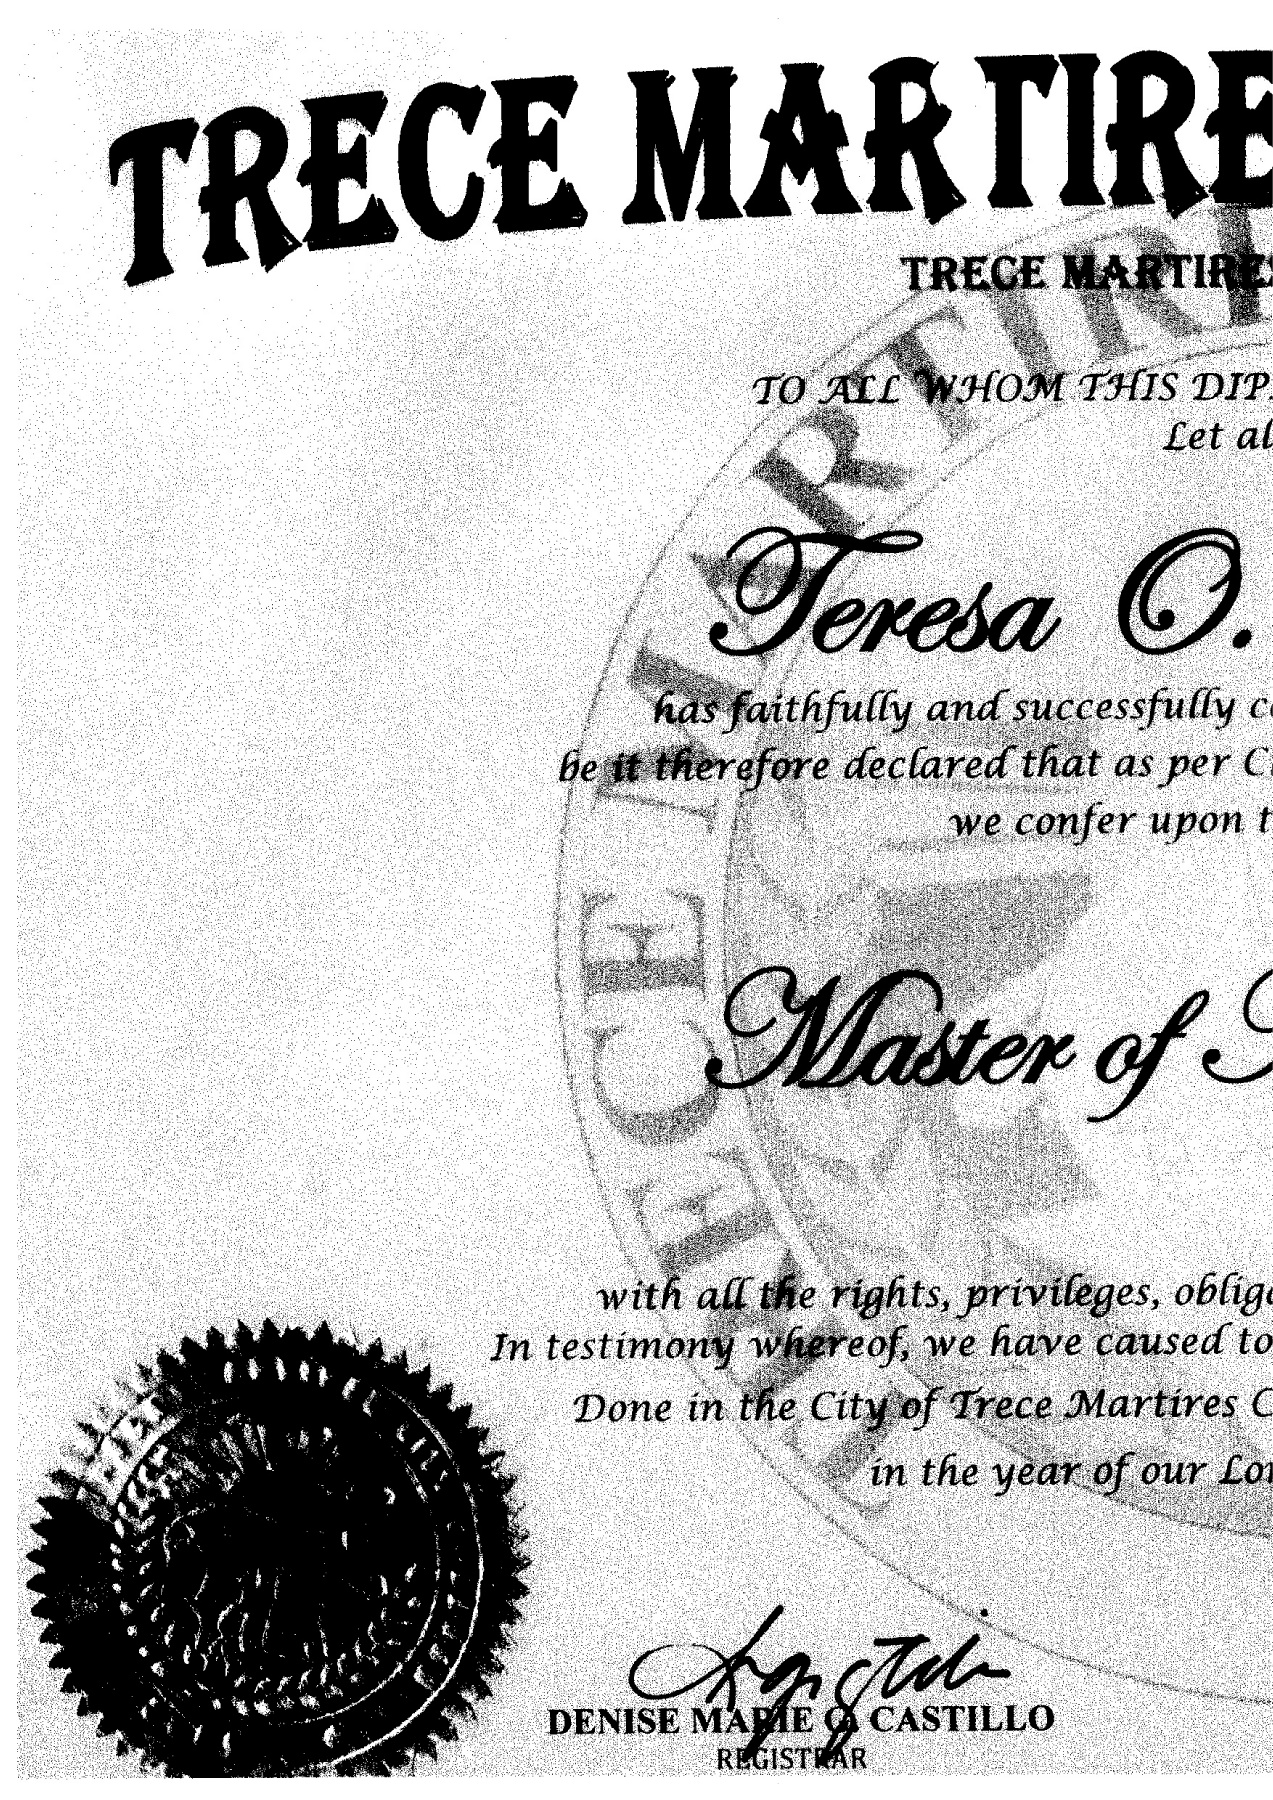 TRECE MARTIRE
TRECE MARTIRES
TO ALL WHOM THIS DIP
Let al
Teresa O.
has faithfully and successfully c
be it therefore declared that as per C
we confer upon t
Master of
with all the rights, privileges, oblig
In testimony whereof, we have caused to
Done in the City of Trece Martires C
in the year of our Lor
DENISE MARIE O. CASTILLO
REGISTRAR